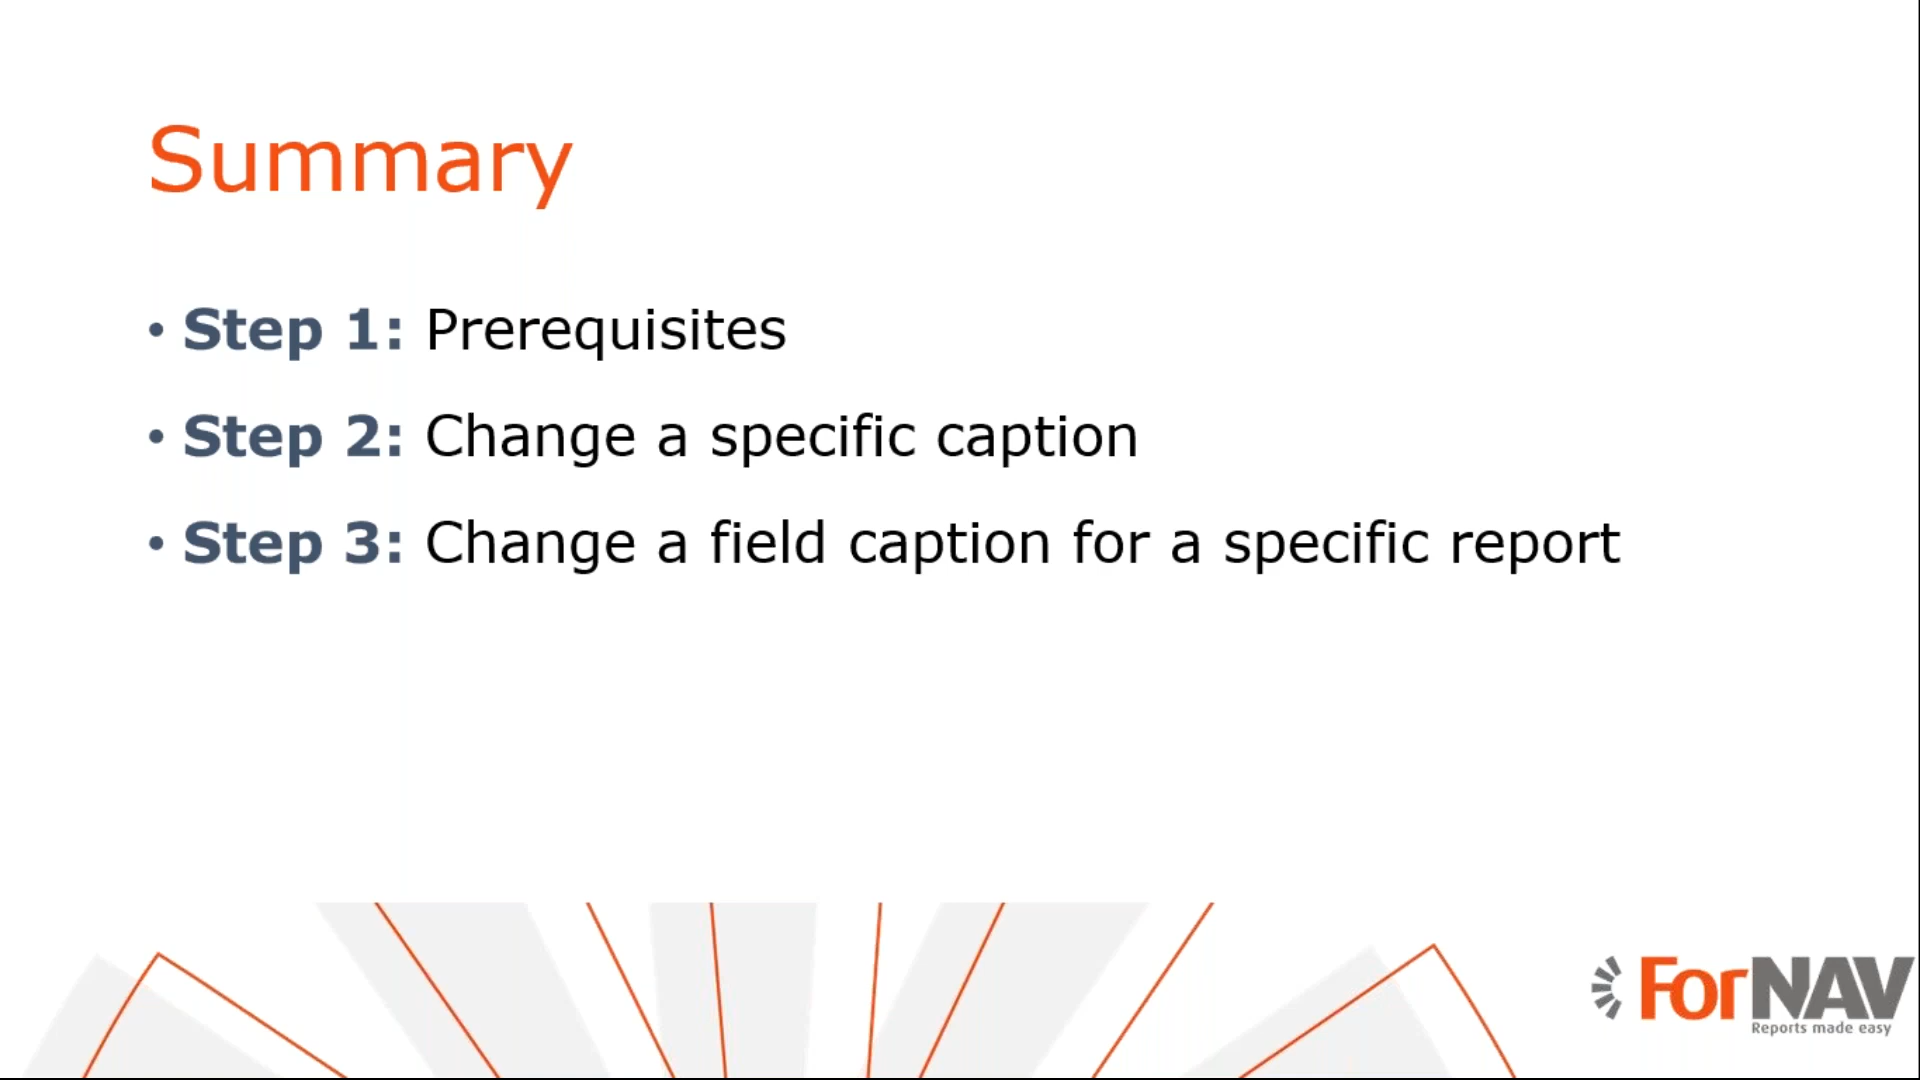 Summary
• Step 1: Prerequisites
• Step 2: Change a specific caption
• Step 3: Change a field caption for a specific report
ForNAV
Reports made easy